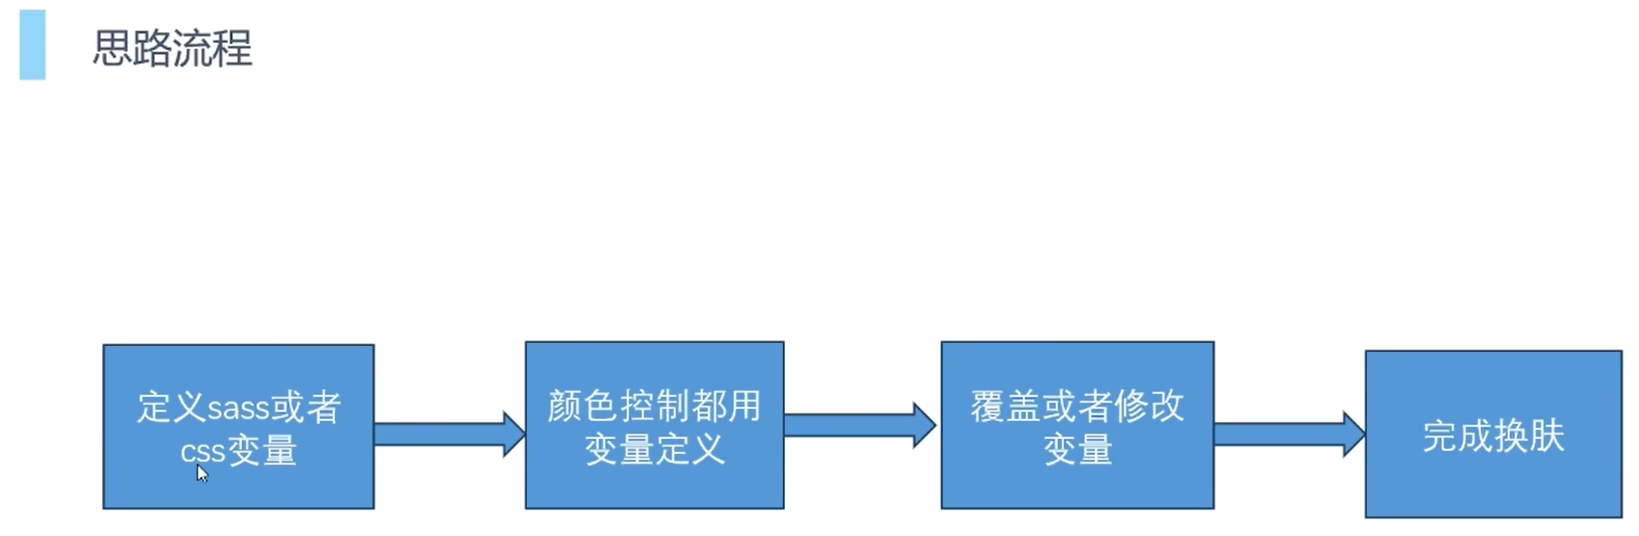 思路流程
定义sass或者
css变量
颜色控制都用
变量定义
覆盖或者修改
变量
完成换肤